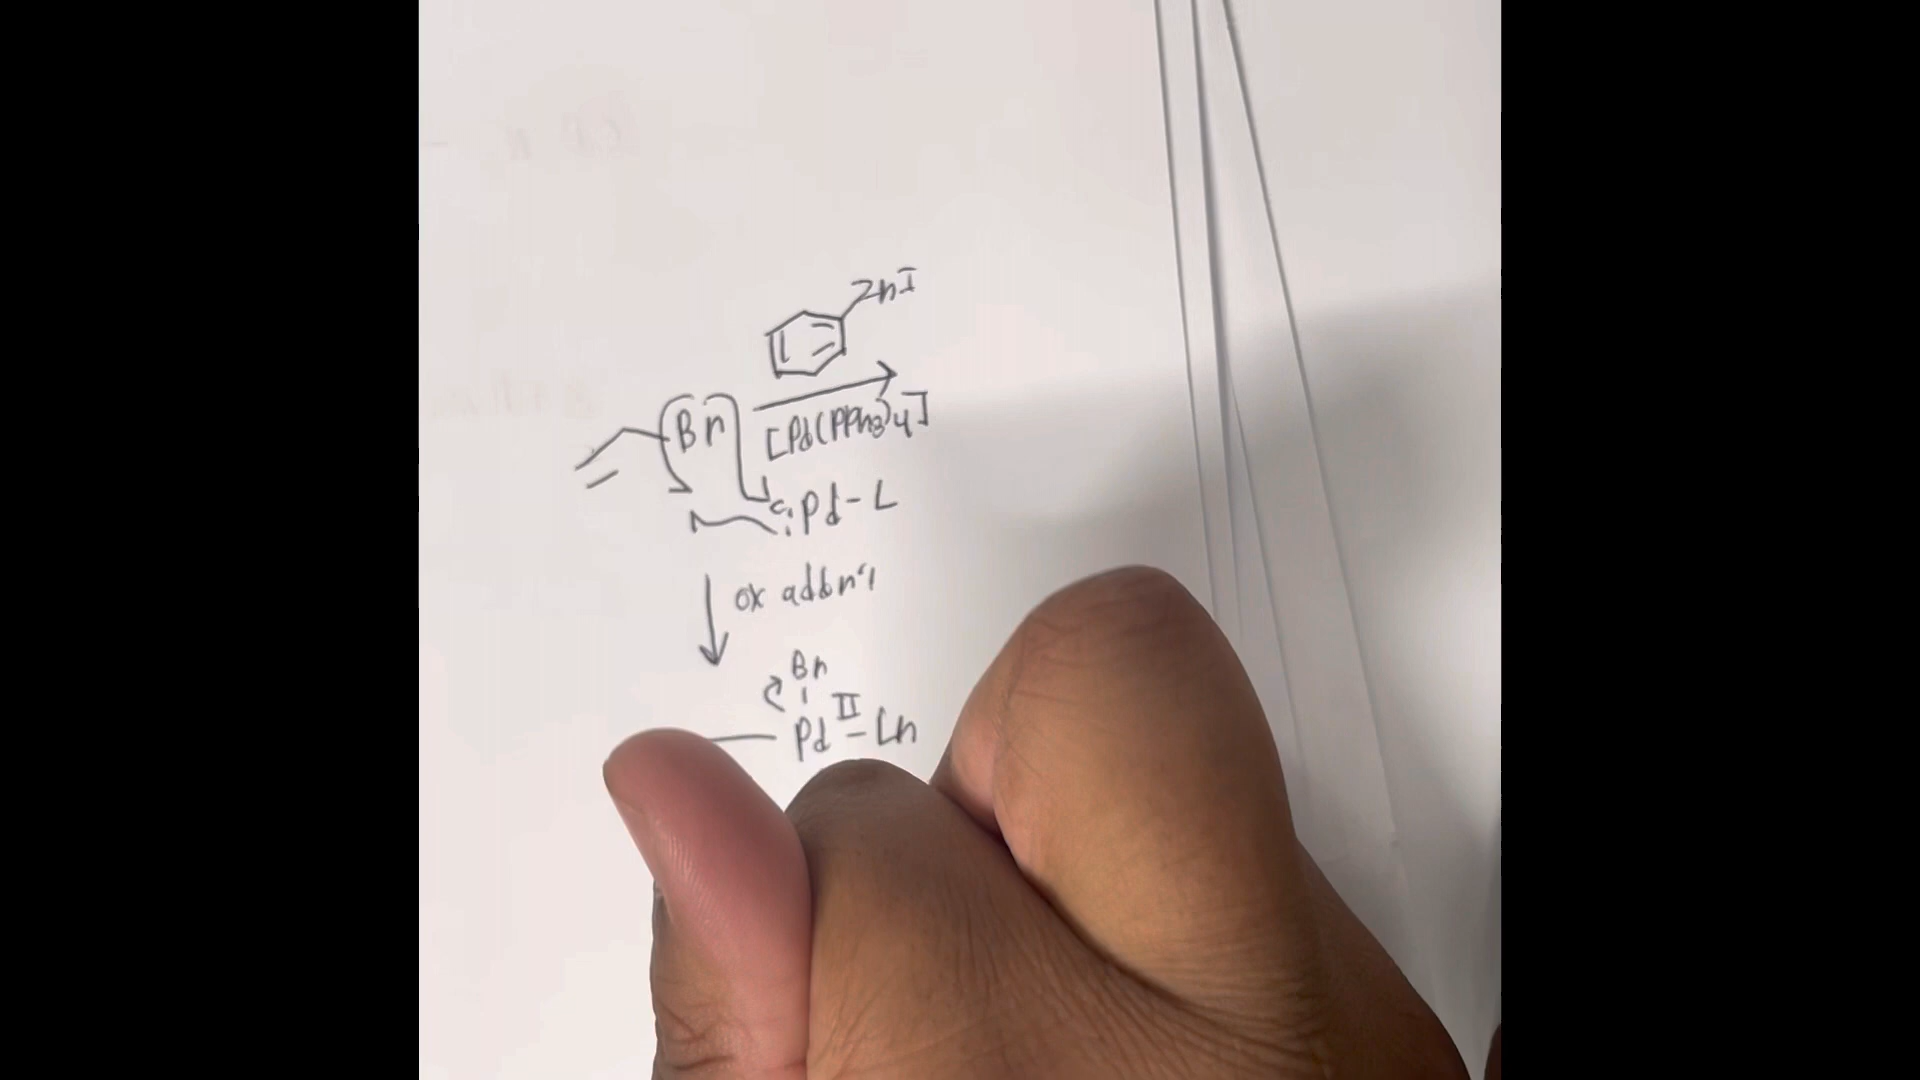 ZnI
Br
[Pd(PPh3)4]
:Pd-L
ox addn'
Br
Pd II -Ln